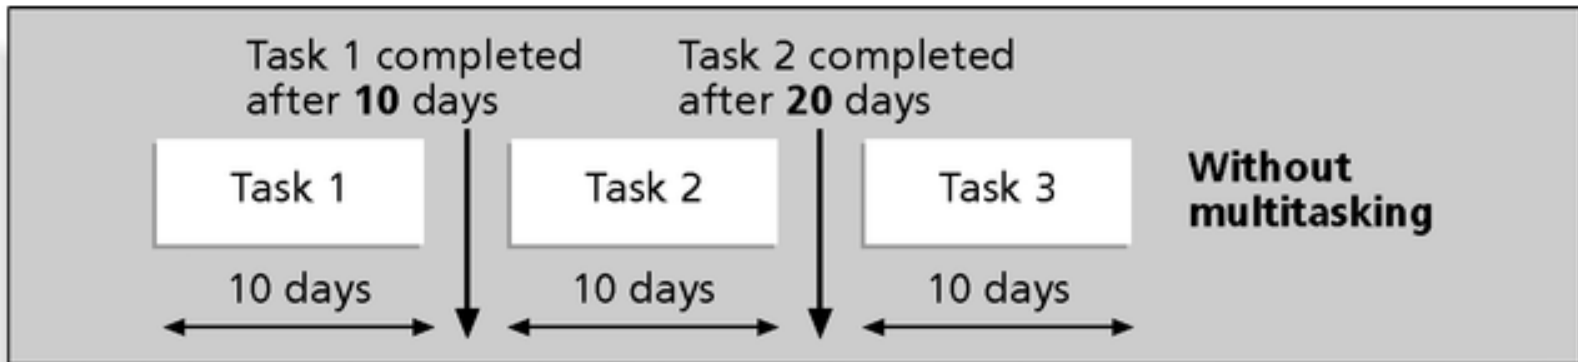 Task 1 completed
after 10 days
Task 2 completed
after 20 days
Task 1
Task 2
Task 3
Without
multitasking
10 days
10 days
10 days